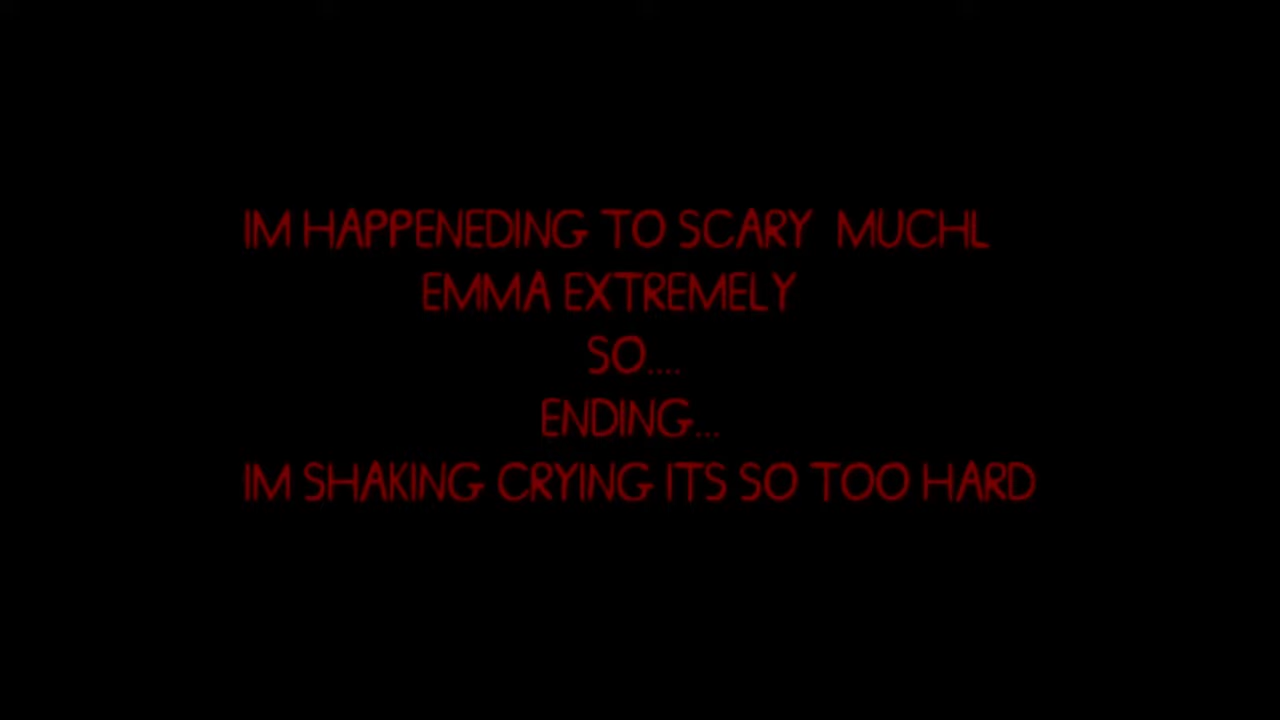 IM HAPPENEDING TO SCARY  MUCHL
EMMA EXTREMELY
SO....
ENDING...
IM SHAKING CRYING ITS SO TOO HARD